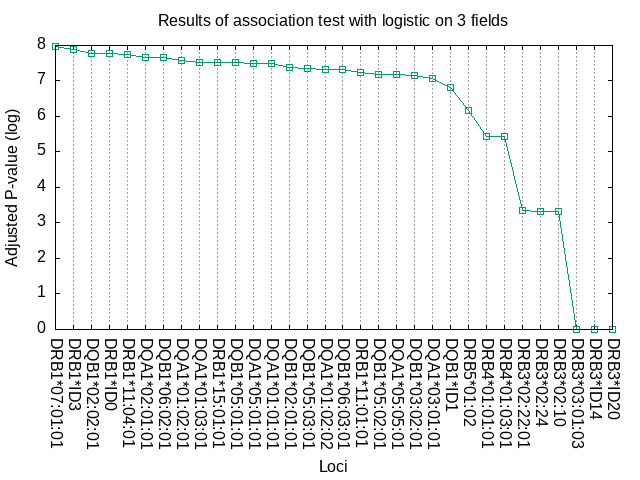 Results of association test with logistic on 3 fields
Adjusted P-value (log)
8
7
6
5
4
3
2
1
0
DRB1*07:01:01
DRB1*ID3
DQB1*02:02:01
DRB1*ID0
DRB1*11:04:01
DQA1*02:01:01
DQB1*06:02:01
DQA1*01:02:01
DQA1*01:03:01
DRB1*15:01:01
DQB1*05:01:01
DQA1*05:01:01
DQA1*01:01:01
DQB1*05:03:01
DQA1*01:02:02
DQB1*06:03:01
DRB1*11:01:01
DQB1*05:02:01
DQA1*05:05:01
DQB1*03:02:01
DQA1*03:01:01
DQB1*ID1
DRB5*01:02
DRB4*01:01:01
DRB4*01:03:01
DRB3*02:22:01
DRB3*02:24
DRB3*02:10
DRB3*03:01:03
DRB3*ID14
DRB3*ID20
Loci